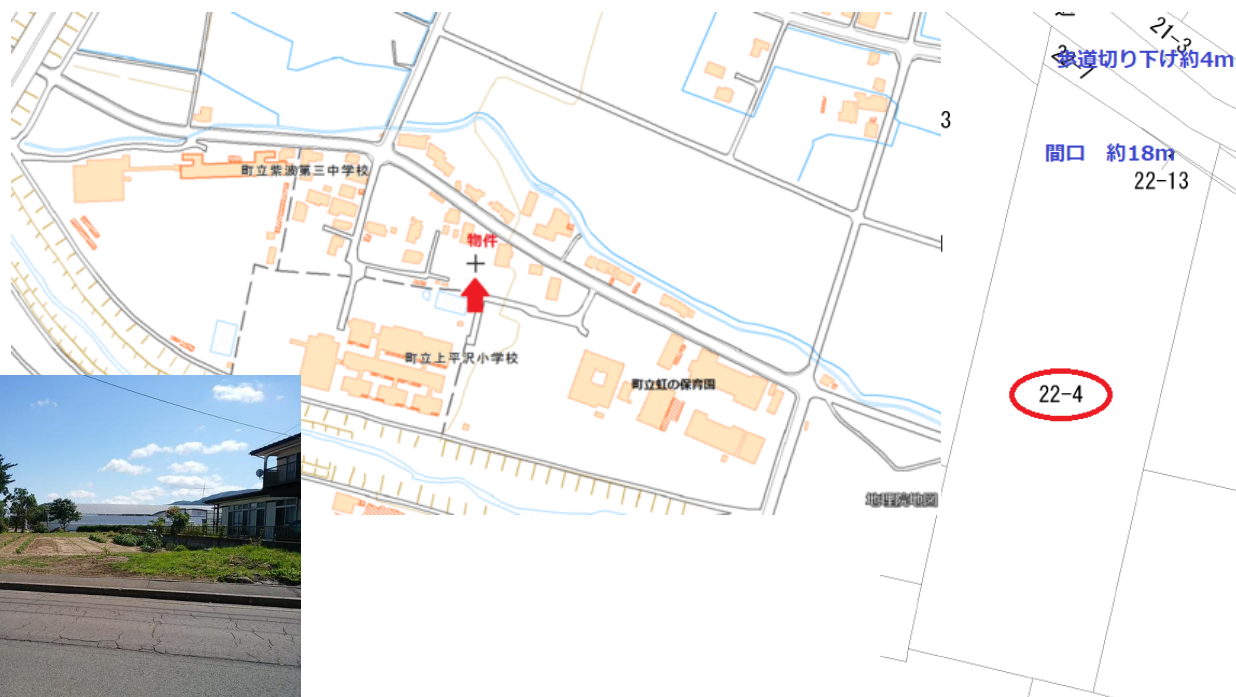 町立紫波第三中学校
物件
町立上平沢小学校
町立虹の保育園
地理院地図
3
21-3
歩道切り下げ約4m
間口 約18m
22-13
22-4